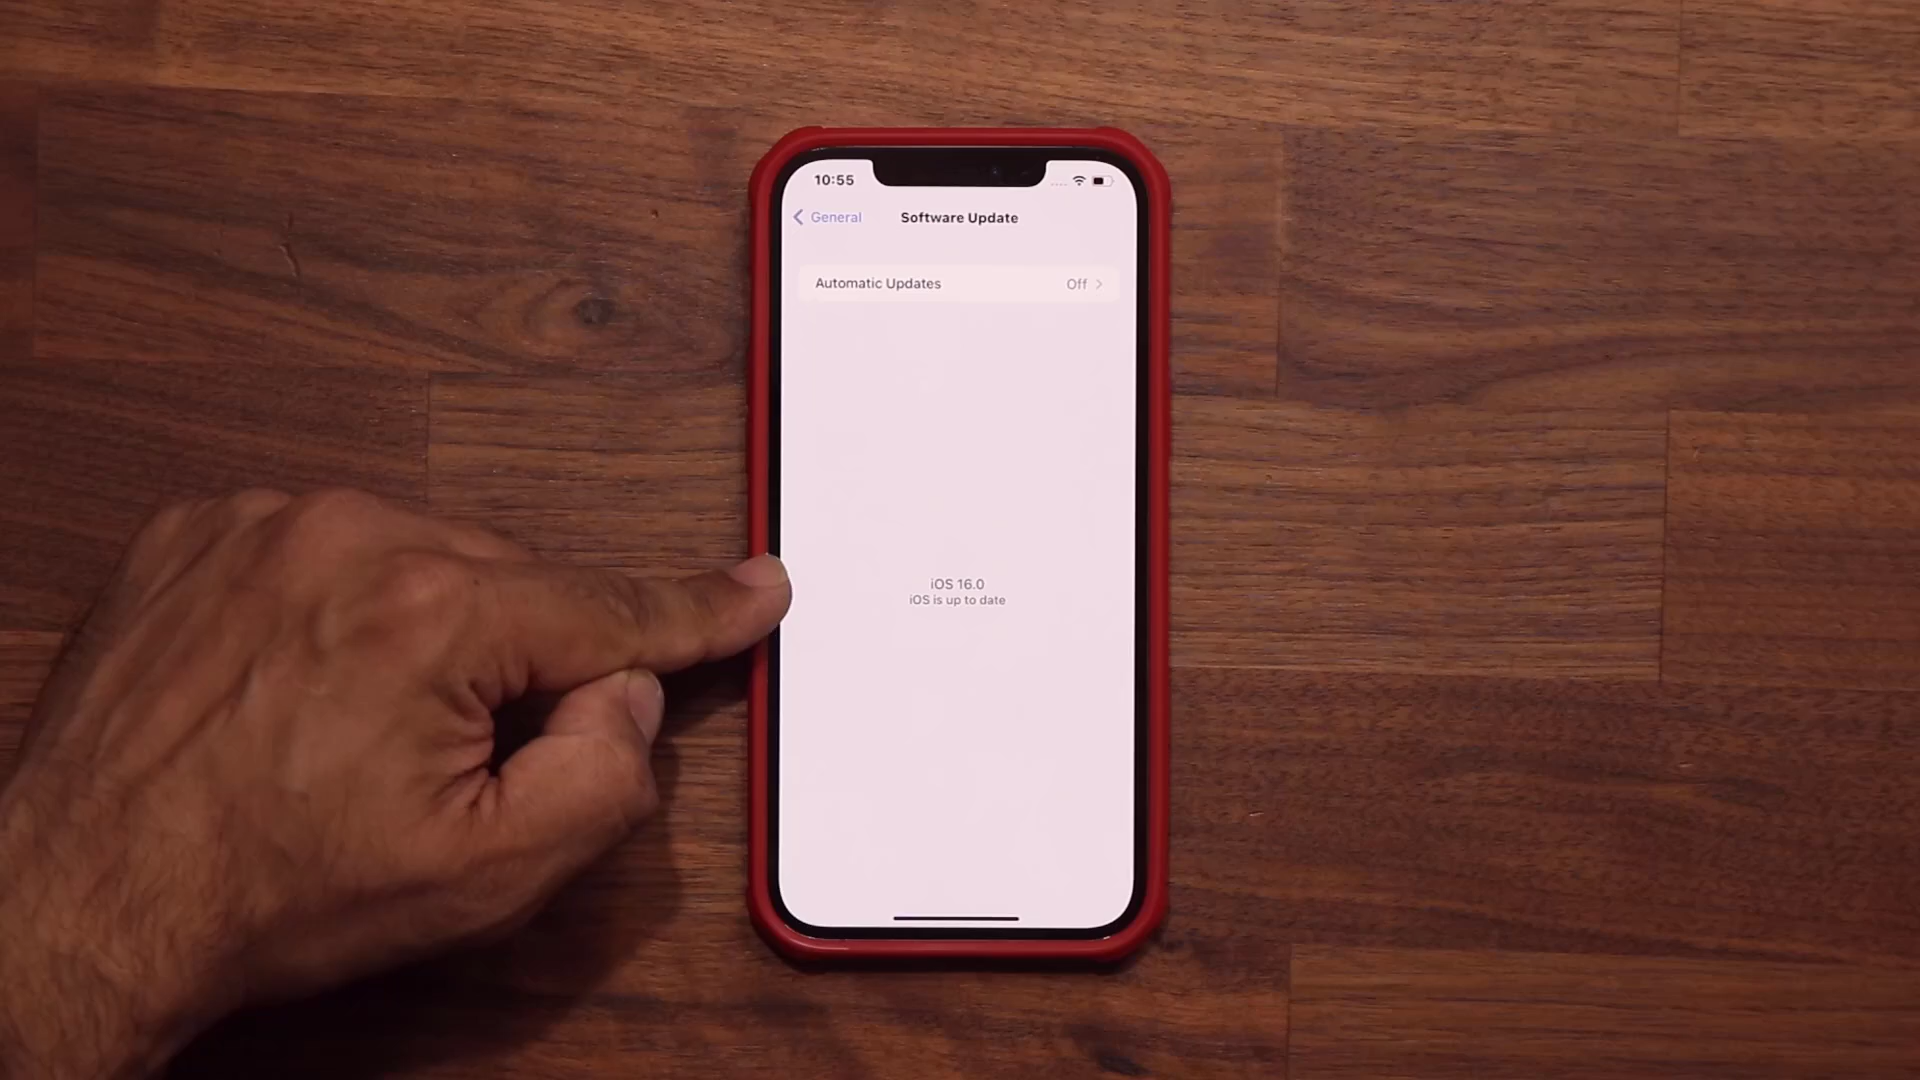 10:55
General
Software Update
Automatic Updates Off
iOS 16.0
iOS is up to date